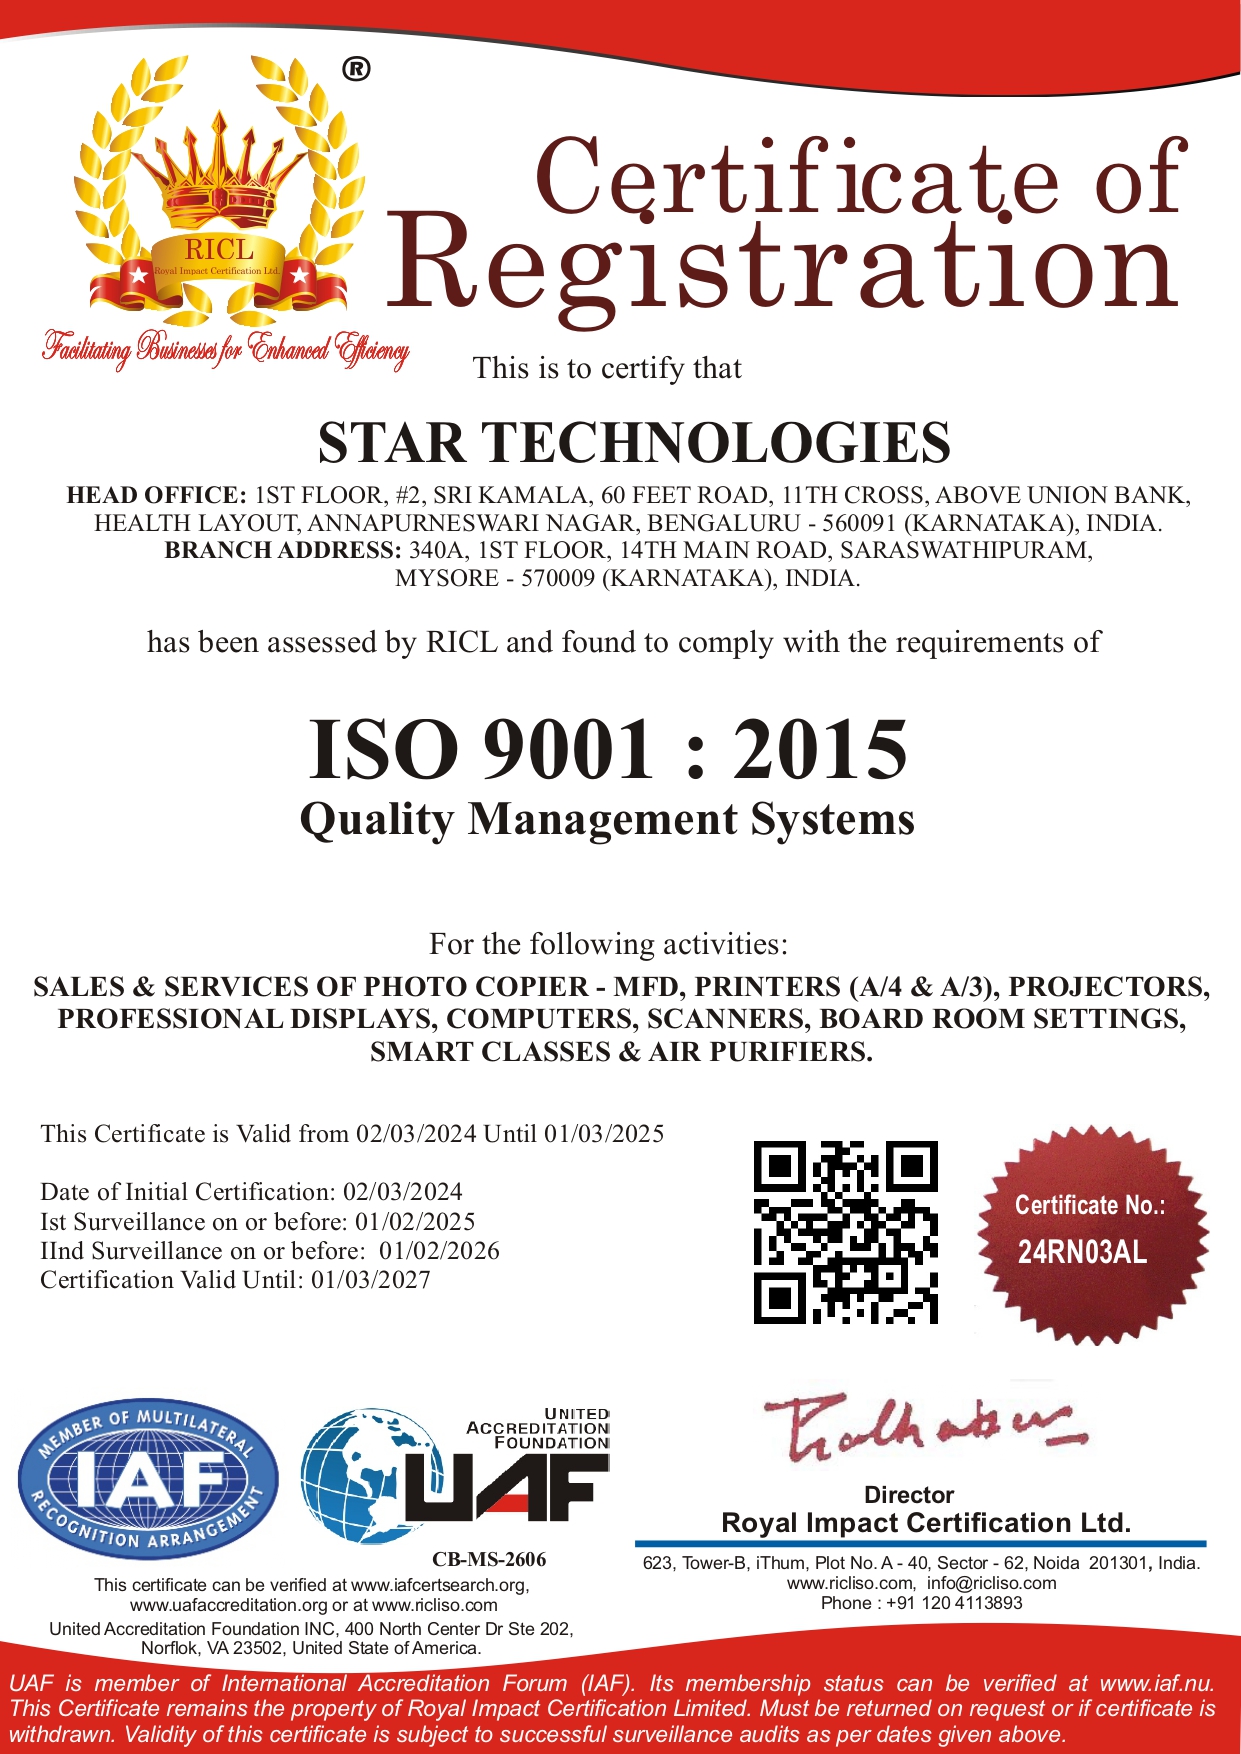 ®
RICL
Royal Impact Certification Ltd.
Facilitating Businesses for Enhanced Efficiency
Certificate of
Registration
This is to certify that
STAR TECHNOLOGIES
HEAD OFFICE: 1ST FLOOR, #2, SRI KAMALA, 60 FEET ROAD, 11TH CROSS, ABOVE UNION BANK,
HEALTH LAYOUT, ANNAPURNESWARI NAGAR, BENGALURU - 560091 (KARNATAKA), INDIA.
BRANCH ADDRESS: 340A, 1ST FLOOR, 14TH MAIN ROAD, SARASWATHIPURAM,
MYSORE - 570009 (KARNATAKA), INDIA.
has been assessed by RICL and found to comply with the requirements of
ISO 9001 : 2015
Quality Management Systems
For the following activities:
SALES & SERVICES OF PHOTO COPIER - MFD, PRINTERS (A/4 & A/3), PROJECTORS,
PROFESSIONAL DISPLAYS, COMPUTERS, SCANNERS, BOARD ROOM SETTINGS,
SMART CLASSES & AIR PURIFIERS.
This Certificate is Valid from 02/03/2024 Until 01/03/2025
Date of Initial Certification: 02/03/2024
Ist Surveillance on or before: 01/02/2025
IInd Surveillance on or before: 01/02/2026
Certification Valid Until: 01/03/2027
Certificate No.:
24RN03AL
MEMBER OF MULTILATERAL
IAF
RECOGNITION ARRANGEMENT
UNITED
ACCREDITATION
FOUNDATION
UAF
CB-MS-2606
This certificate can be verified at www.iafcertsearch.org,
www.uafaccreditation.org or at www.ricliso.com
United Accreditation Foundation INC, 400 North Center Dr Ste 202,
Norflok, VA 23502, United State of America.
Director
Royal Impact Certification Ltd.
623, Tower-B, iThum, Plot No. A - 40, Sector - 62, Noida 201301, India.
www.ricliso.com, info@ricliso.com
Phone : +91 120 4113893
UAF is member of International Accreditation Forum (IAF). Its membership status can be verified at www.iaf.nu.
This Certificate remains the property of Royal Impact Certification Limited. Must be returned on request or if certificate is
withdrawn. Validity of this certificate is subject to successful surveillance audits as per dates given above.